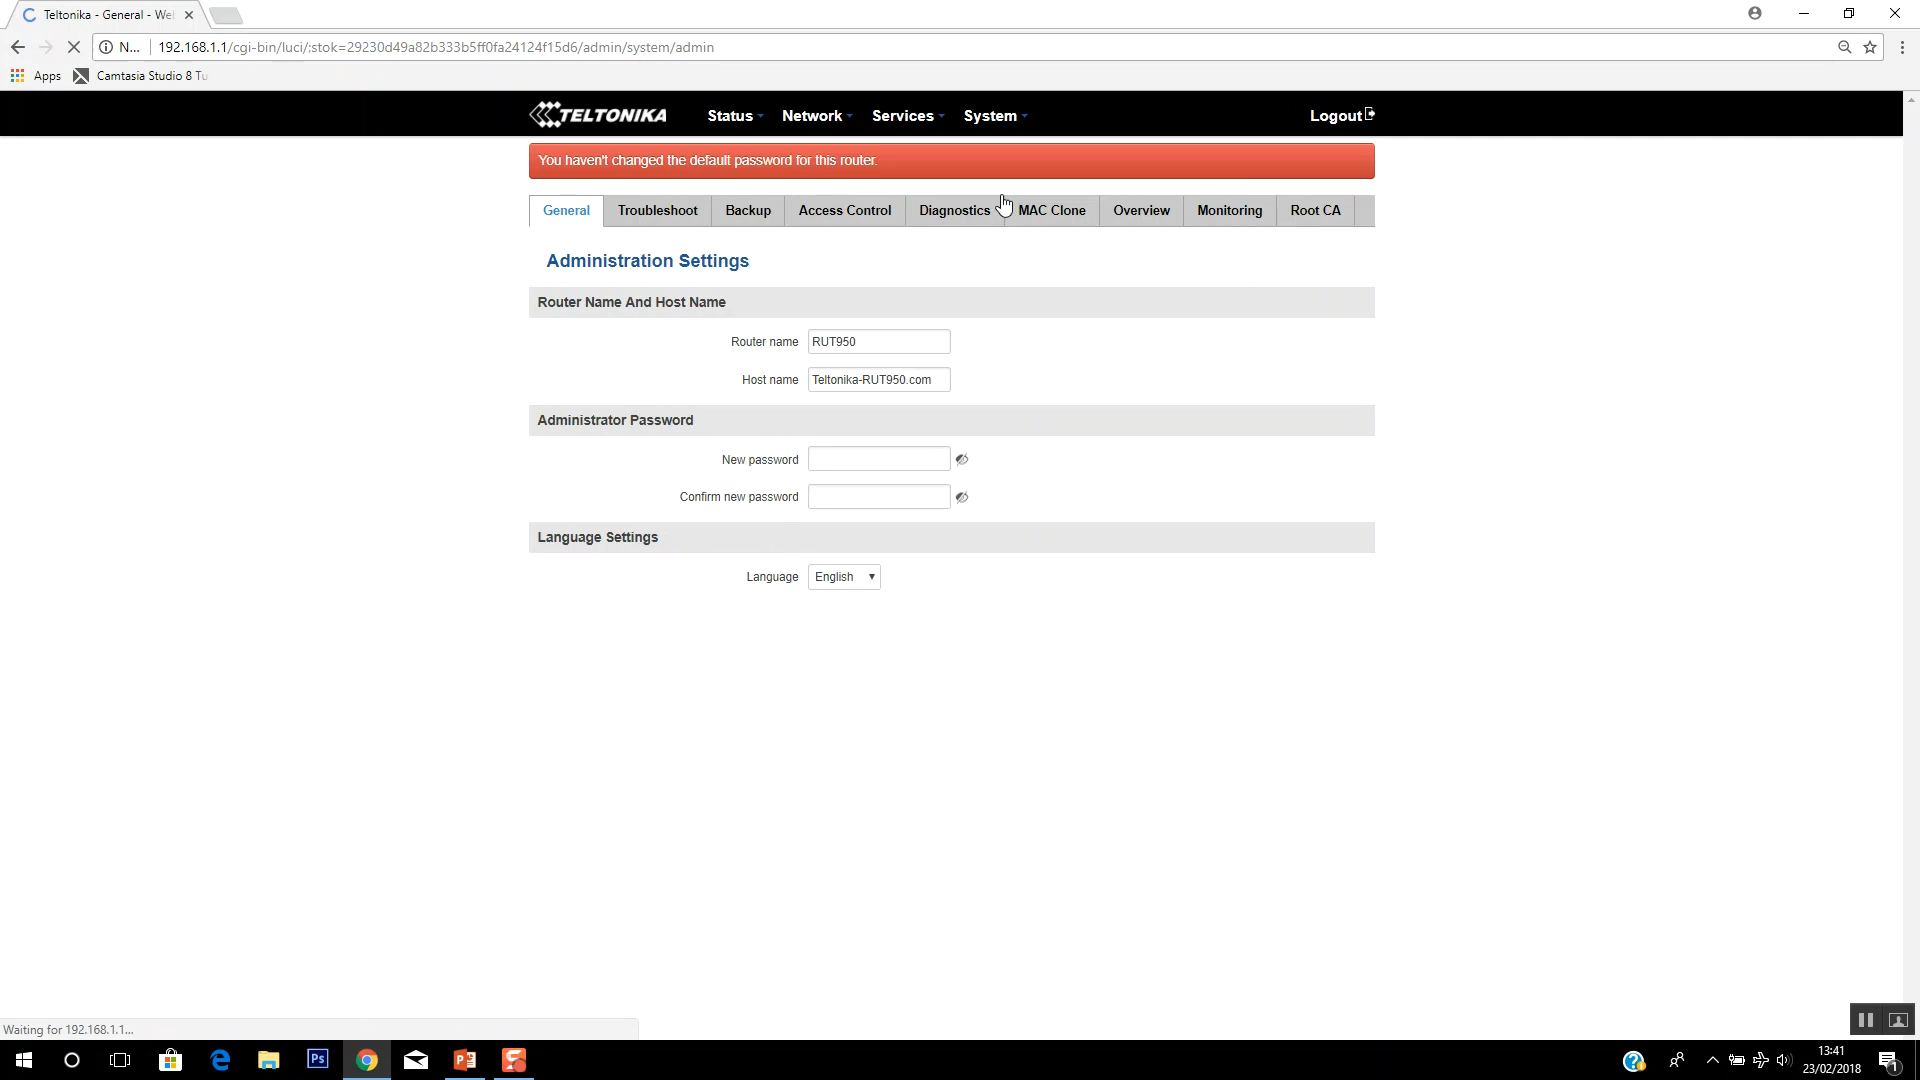 Teltonika - General - We
N...
192.168.1.1/cgi-bin/luci/;stok=29230d49a82b333b5ff0fa24124f15d6/admin/system/admin
Apps
Camtasia Studio 8 Tu
TELTONIKA
Status
Network
Services
System
Logout
You haven't changed the default password for this router.
General
Troubleshoot
Backup
Access Control
Diagnostics
MAC Clone
Overview
Monitoring
Root CA
Administration Settings
Router Name And Host Name
Router name
RUT950
Host name
Teltonika-RUT950.com
Administrator Password
New password
Confirm new password
Language Settings
Language
English
Waiting for 192.168.1.1...
Ps
13:41
23/02/2018
1